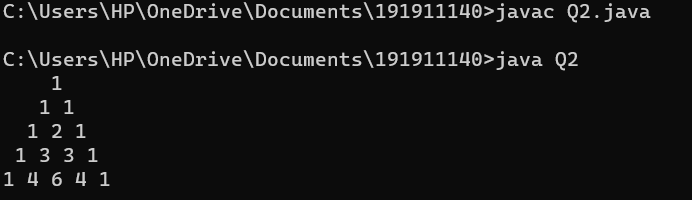 C:\Users\HP\OneDrive\Documents\191911140>javac Q2.java
C:\Users\HP\OneDrive\Documents\191911140>java Q2
    1
   1 1
  1 2 1
 1 3 3 1
1 4 6 4 1